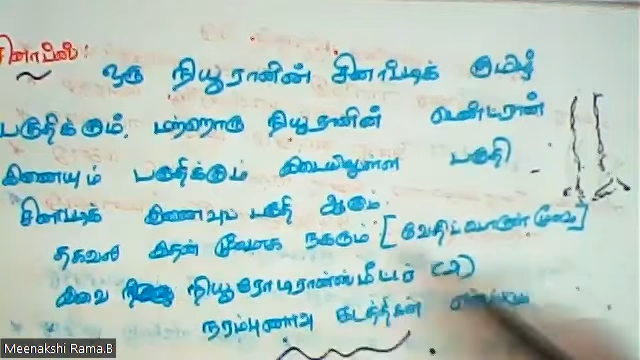 சினாப்ஸ்:
ஒரு நியூரானின் சினாப்டிக் குமிழ்
பகுதிக்கும், மற்றொரு நியூரானின் டென்டிரான்
இணையும் பகுதிக்கும் இடையிலுள்ள பகுதி
சினாப்டிக் இணைவுப் பகுதி ஆகும்.
தகவல் இதன் மூலமாக நகரும் [வேதிப்பொருள் மூலம்]
இவை நியூரோடிரான்ஸ்மீட்டர் (அ)
நரம்புணர்வு கடத்திகள்
Meenakshi Rama.B